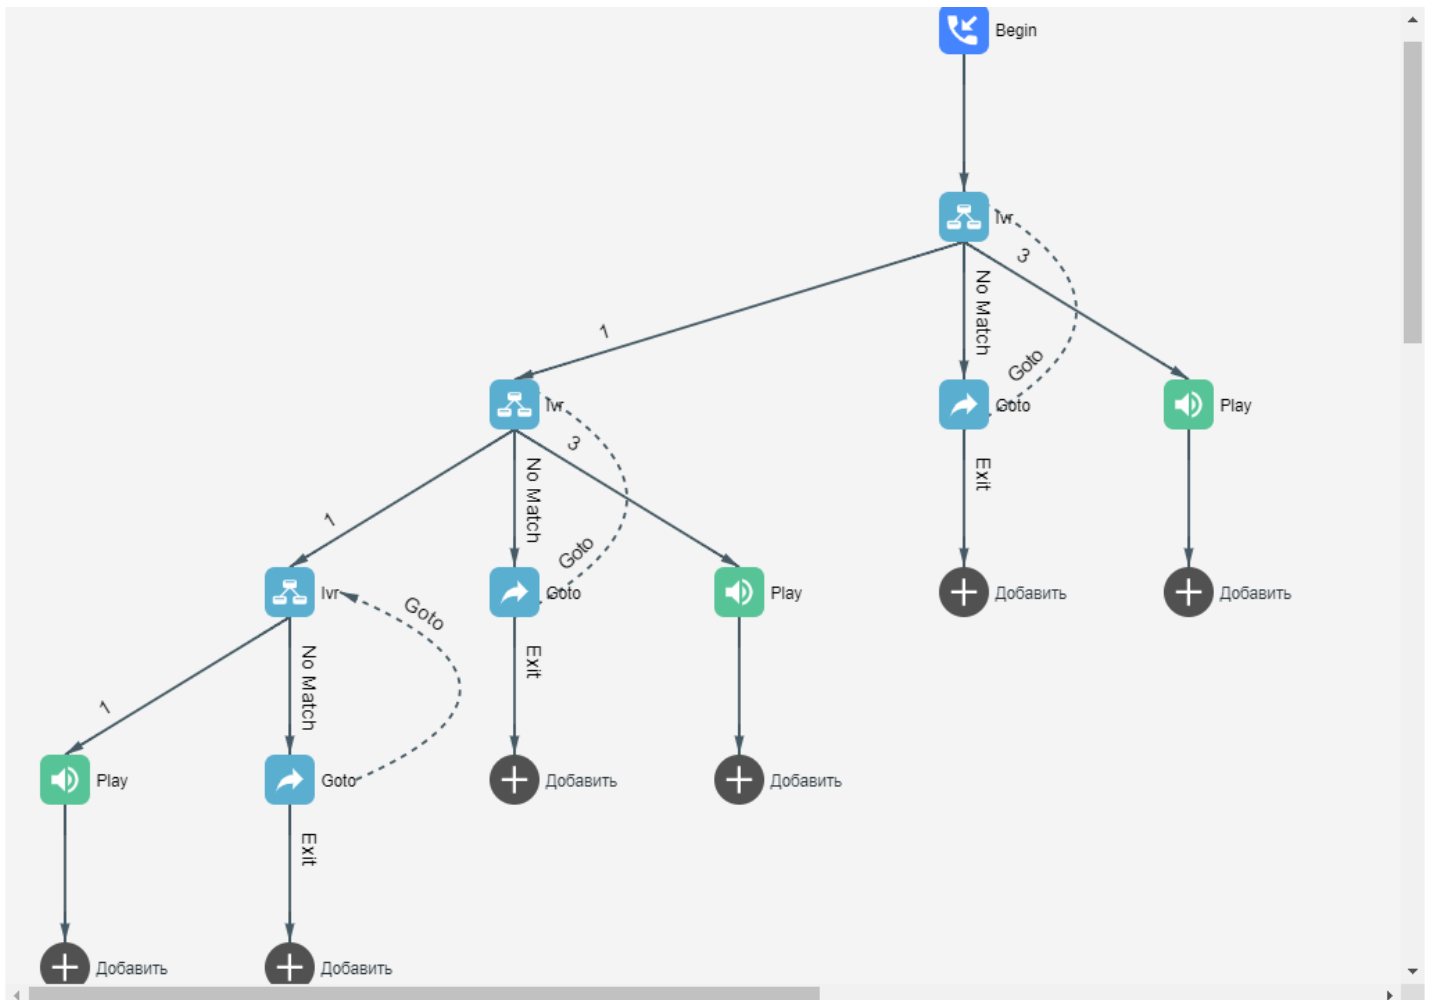 Begin
Ivr
3
No Match
1
Goto
Ivr
Goto
Play
3
No Match
Exit
1
Goto
Ivr
Goto
Goto
Play
Добавить
Добавить
No Match
Exit
1
Play
Goto
Добавить
Добавить
Exit
Добавить
Добавить